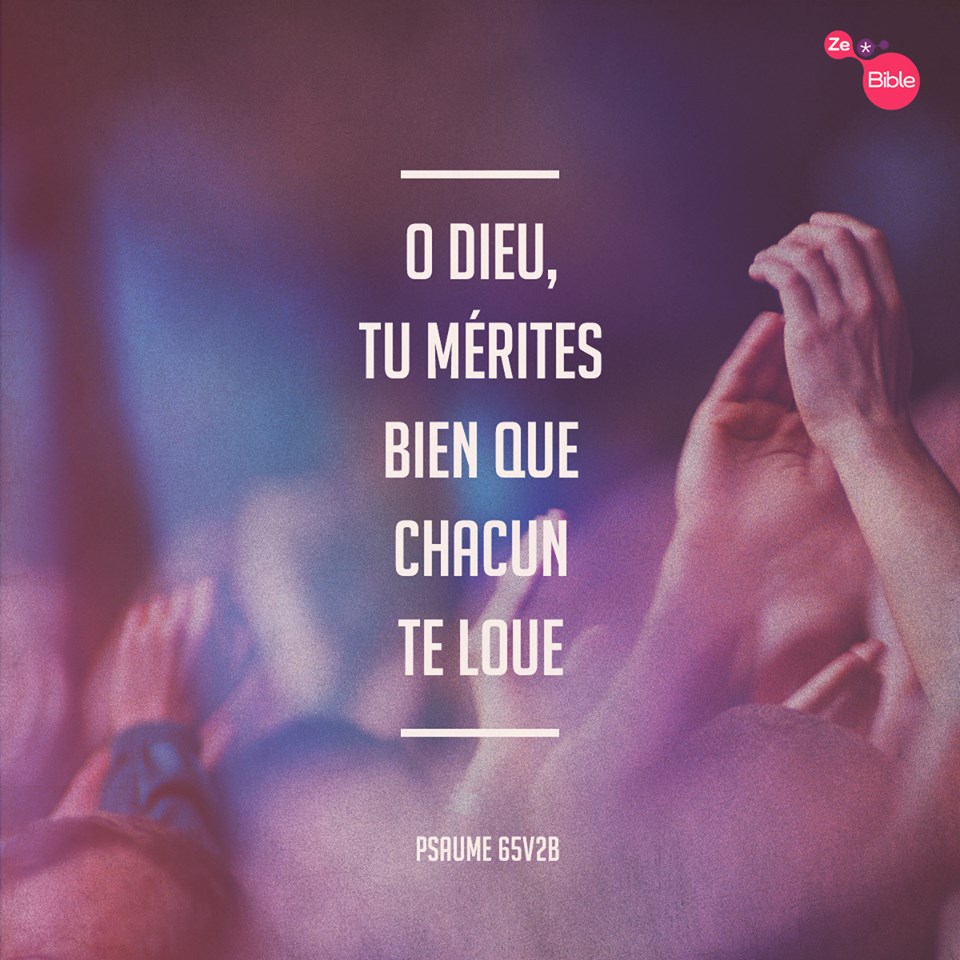 Ze
*
Bible
O DIEU,
TU MÉRITES
BIEN QUE
CHACUN
TE LOUE
PSAUME 65V2B